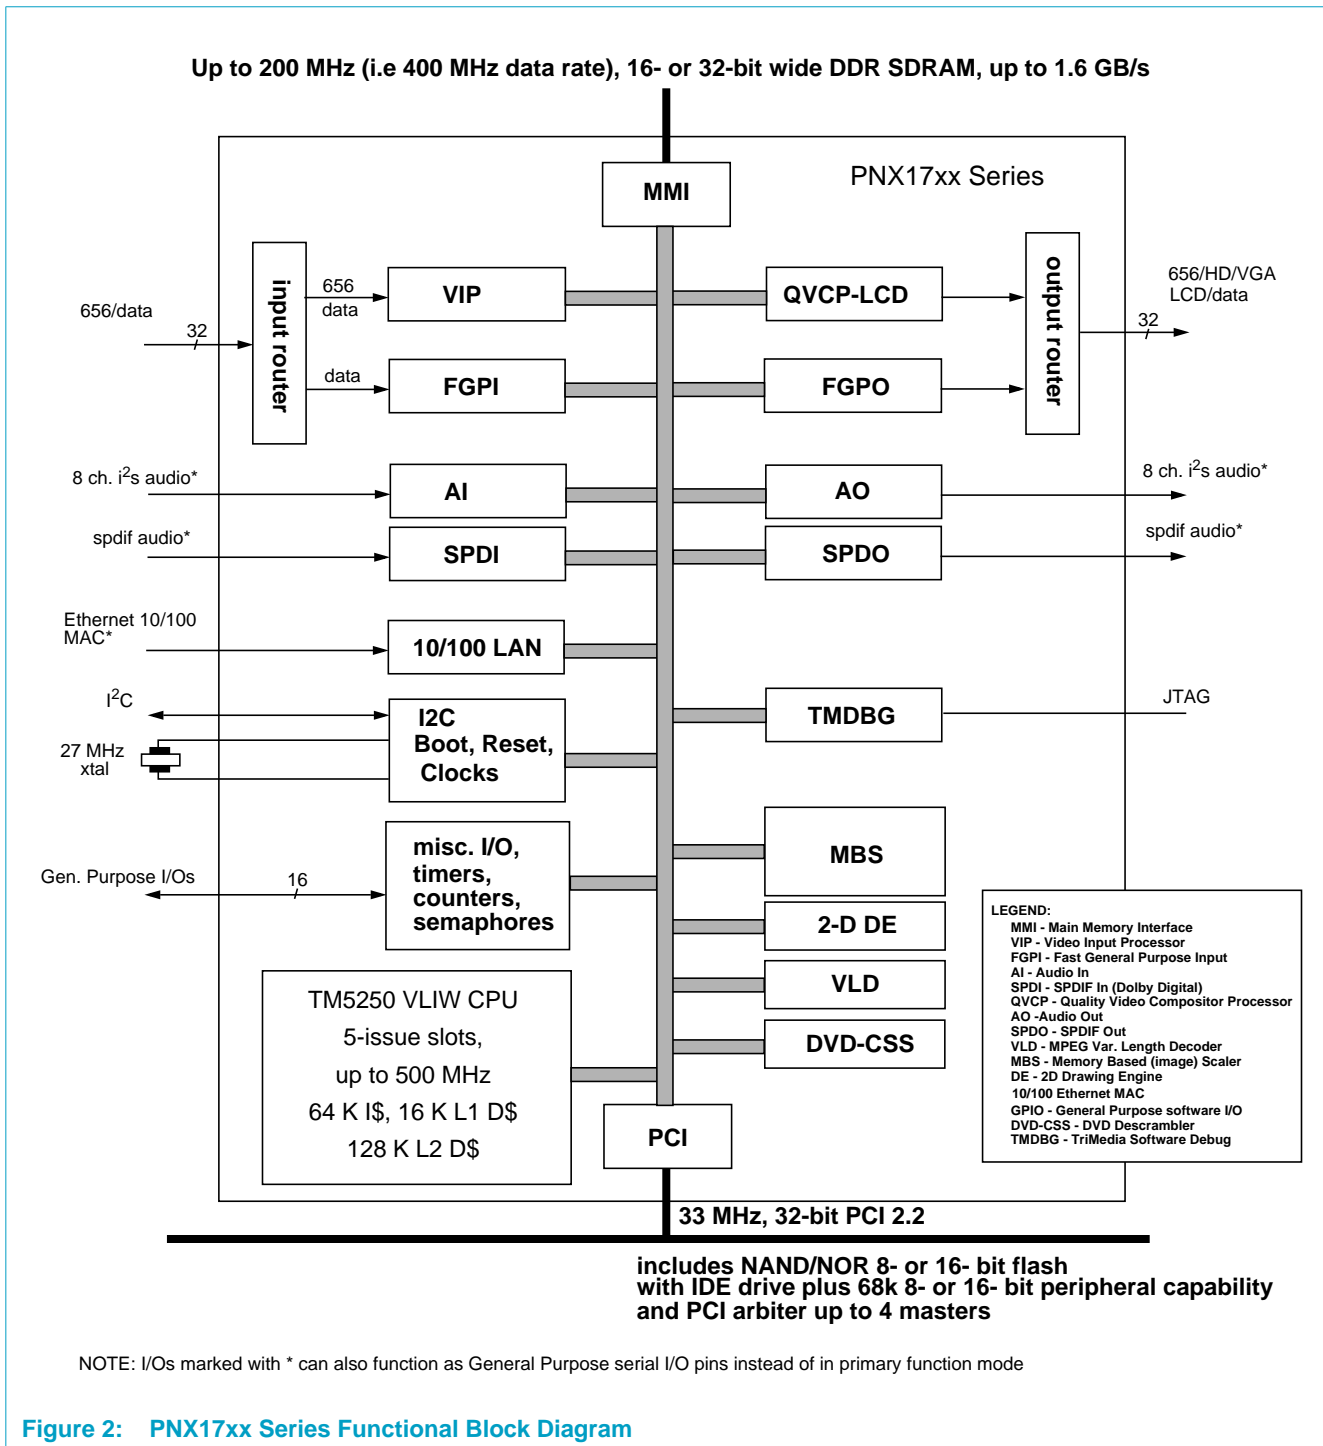 Up to 200 MHz (i.e 400 MHz data rate), 16- or 32-bit wide DDR SDRAM, up to 1.6 GB/s
PNX17xx Series
MMI
input router
656/data
32
656
data
VIP
QVCP-LCD
output router
656/HD/VGA
LCD/data
32
data
FGPI
FGPO
8 ch. i²s audio*
AI
AO
8 ch. i²s audio*
spdif audio*
SPDI
SPDO
spdif audio*
Ethernet 10/100
MAC*
10/100 LAN
I²C
27 MHz
xtal
I2C
Boot, Reset,
Clocks
TMDBG
JTAG
Gen. Purpose I/Os
16
misc. I/O,
timers,
counters,
semaphores
MBS
2-D DE
VLD
DVD-CSS
TM5250 VLIW CPU
5-issue slots,
up to 500 MHz
64 K I$, 16 K L1 D$
128 K L2 D$
PCI
LEGEND:
MMI - Main Memory Interface
VIP - Video Input Processor
FGPI - Fast General Purpose Input
AI - Audio In
SPDI - SPDIF In (Dolby Digital)
QVCP - Quality Video Compositor Processor
AO -Audio Out
SPDO - SPDIF Out
VLD - MPEG Var. Length Decoder
MBS - Memory Based (image) Scaler
DE - 2D Drawing Engine
10/100 Ethernet MAC
GPIO - General Purpose software I/O
DVD-CSS - DVD Descrambler
TMDBG - TriMedia Software Debug
33 MHz, 32-bit PCI 2.2
includes NAND/NOR 8- or 16- bit flash
with IDE drive plus 68k 8- or 16- bit peripheral capability
and PCI arbiter up to 4 masters
NOTE: I/Os marked with * can also function as General Purpose serial I/O pins instead of in primary function mode
Figure 2: PNX17xx Series Functional Block Diagram